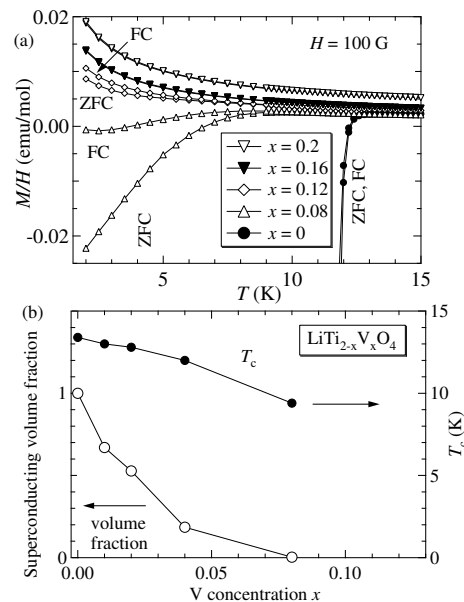 (a)
FC
H = 100 G
0.02
0.00
-0.02
M/H (emu/mol)
ZFC
FC
ZFC
ZFC, FC
x = 0.2
x = 0.16
x = 0.12
x = 0.08
x = 0
5
10
15
T (K)
(b)
LiTi2-xVxO4
Tc
Superconducting volume fraction
1
0
volume
fraction
Tc (K)
15
10
5
0
0.00
0.05
0.10
V concentration x